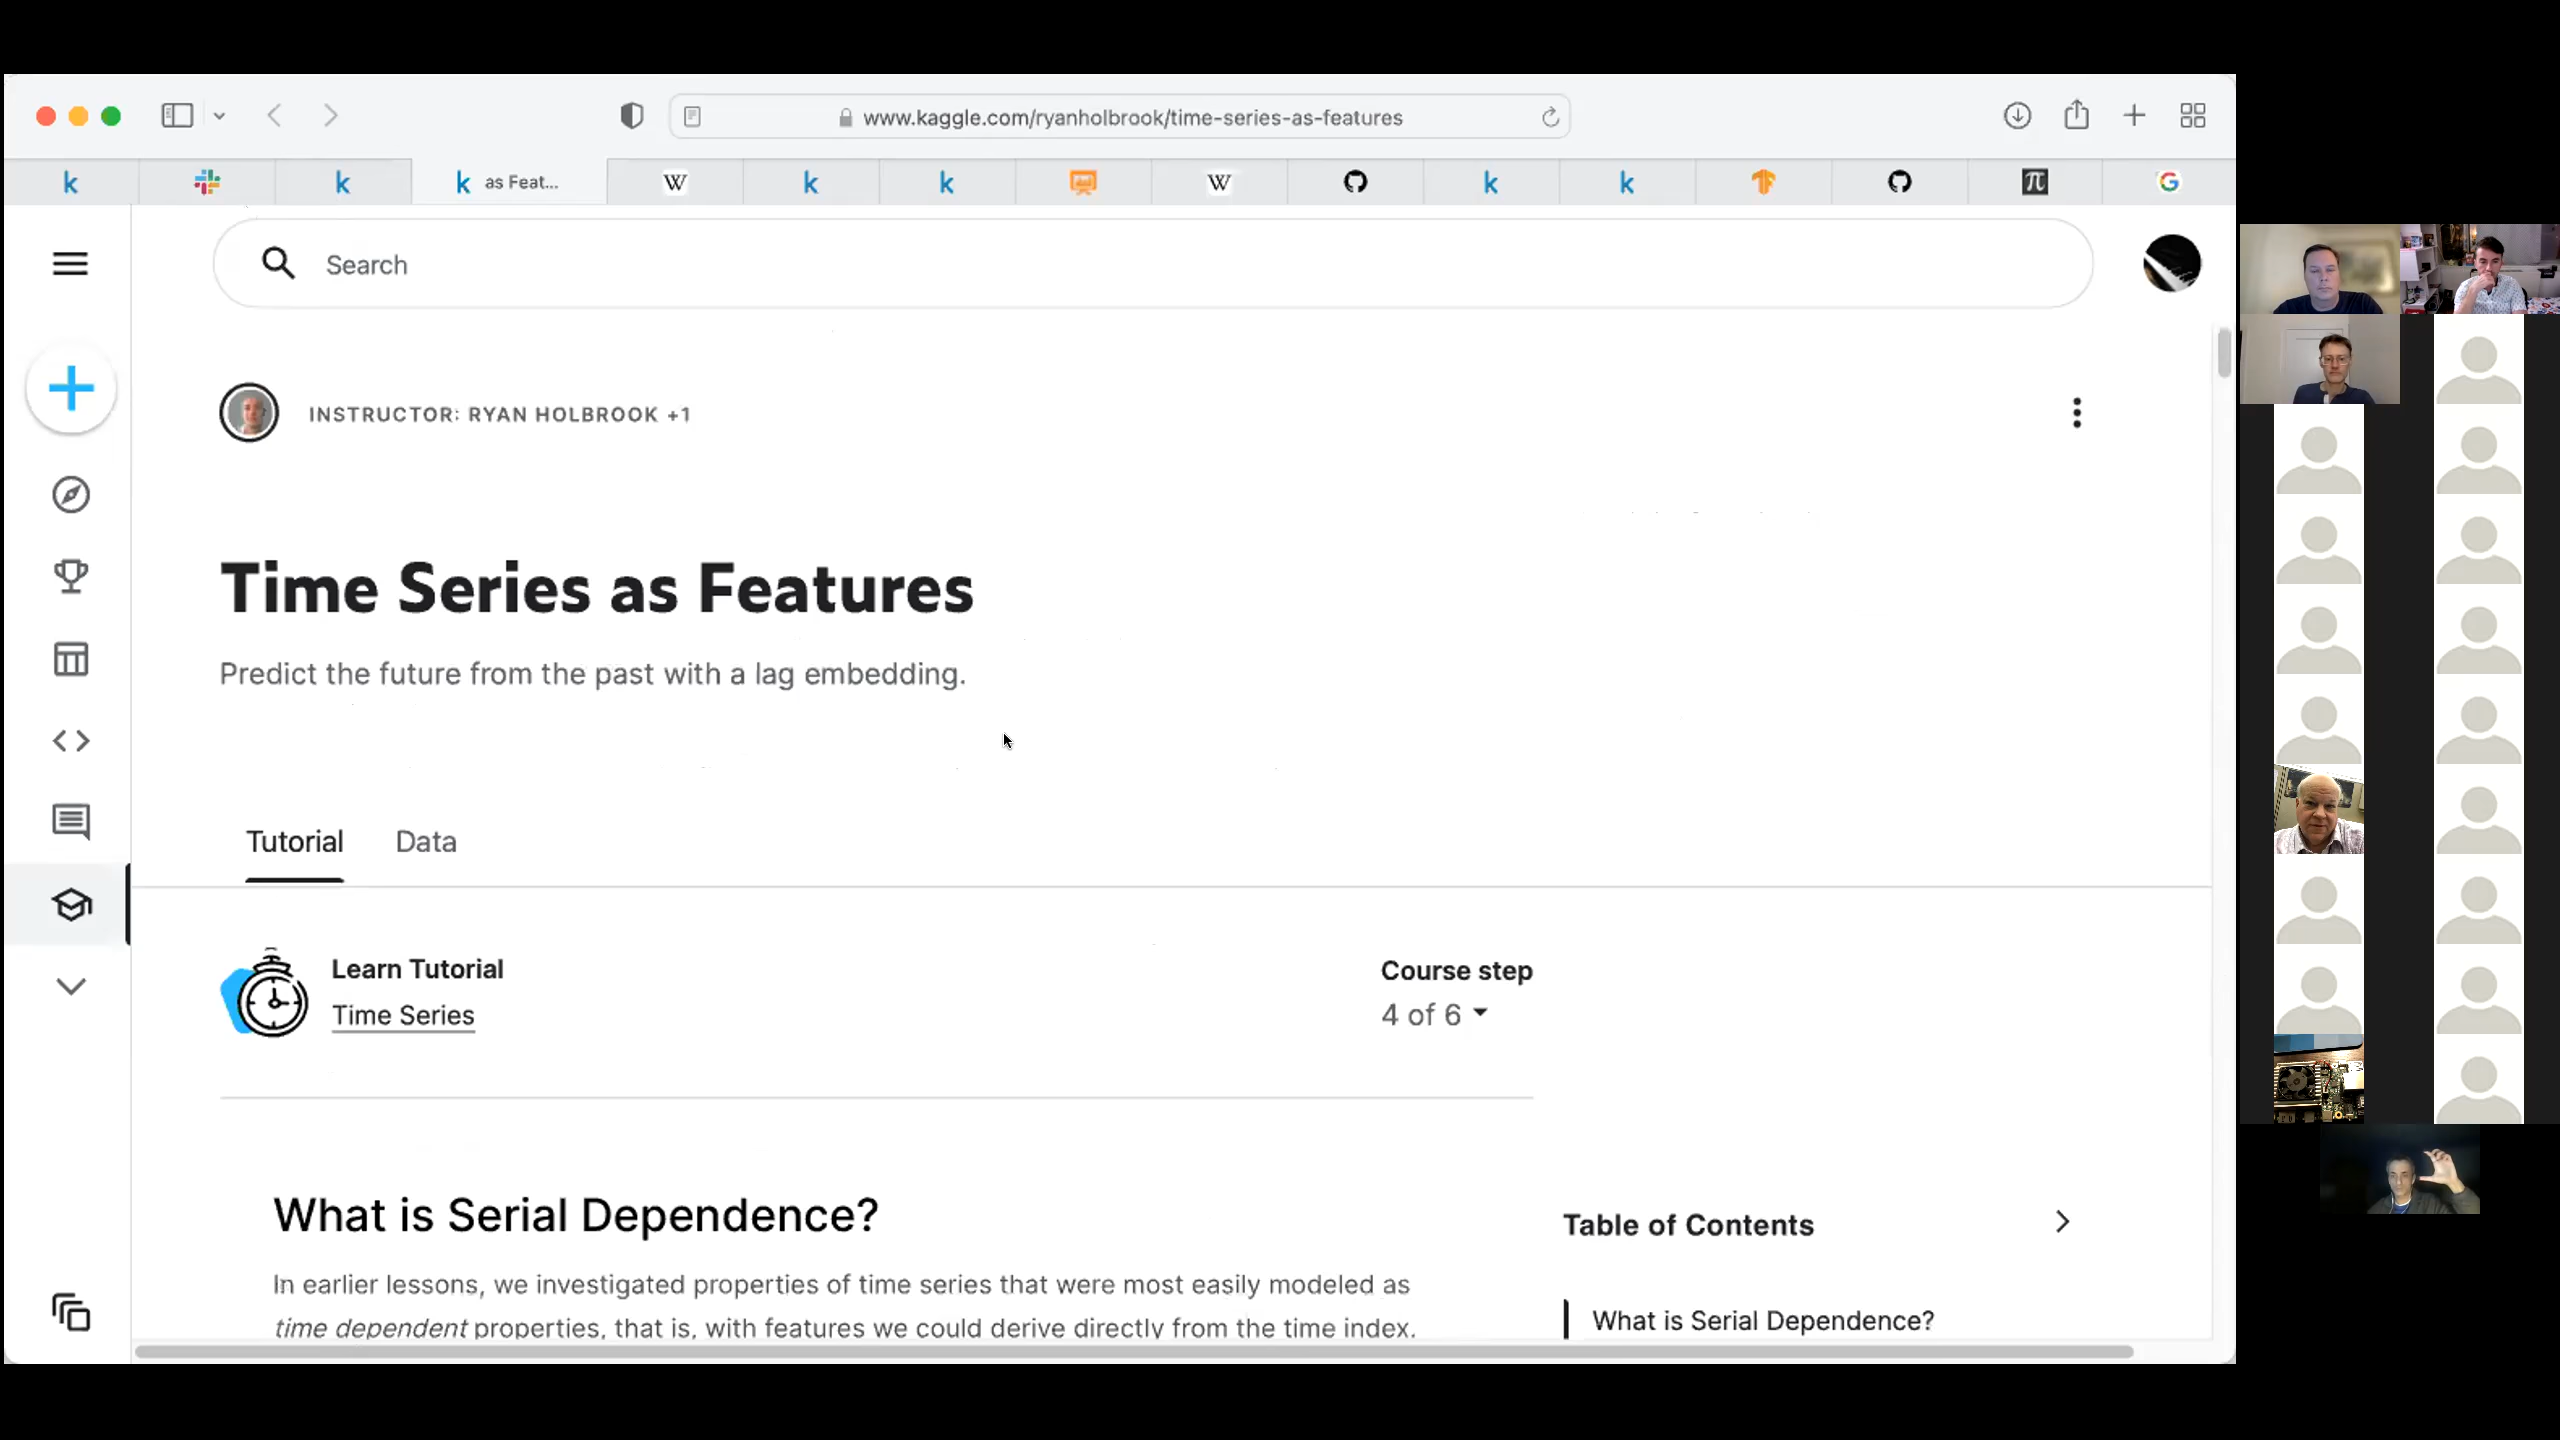 www.kaggle.com/ryanholbrook/time-series-as-features
k
k
k as Feat...
W
k
k
W
k
k
π
G
Search
INSTRUCTOR: RYAN HOLBROOK +1
Time Series as Features
Predict the future from the past with a lag embedding.
Tutorial Data
Learn Tutorial
Time Series
Course step
4 of 6
What is Serial Dependence?
In earlier lessons, we investigated properties of time series that were most easily modeled as
time dependent properties, that is, with features we could derive directly from the time index.
Table of Contents
What is Serial Dependence?